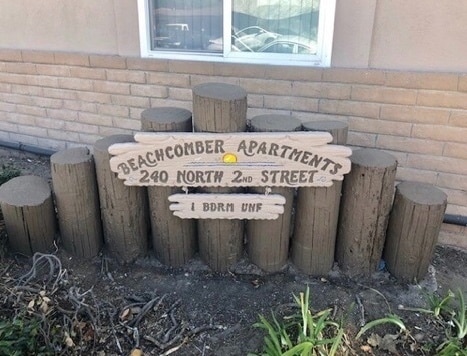 BEACHCOMBER APARTMENTS
240 NORTH 2ND STREET
1 BDRM UNF